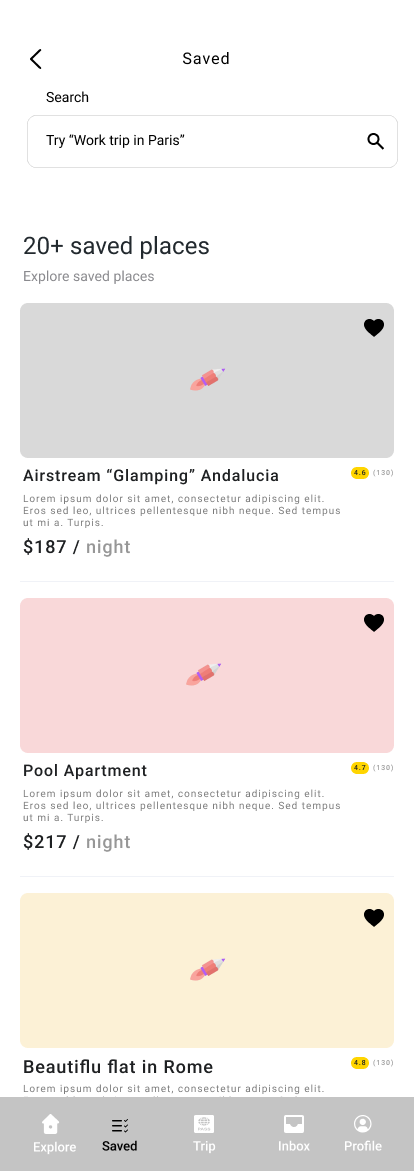 Saved
Search
Try “Work trip in Paris”
20+ saved places
Explore saved places
Airstream “Glamping” Andalucia
4.6 (130)
Lorem ipsum dolor sit amet, consectetur adipiscing elit.
Eros sed leo, ultrices pellentesque nibh neque. Sed tempus
ut mi a. Turpis.
$187 / night
Pool Apartment
4.7 (130)
Lorem ipsum dolor sit amet, consectetur adipiscing elit.
Eros sed leo, ultrices pellentesque nibh neque. Sed tempus
ut mi a. Turpis.
$217 / night
Beautiflu flat in Rome
4.8 (130)
Lorem ipsum dolor sit amet, consectetur adipiscing elit.
Explore
Saved
Trip
Inbox
Profile